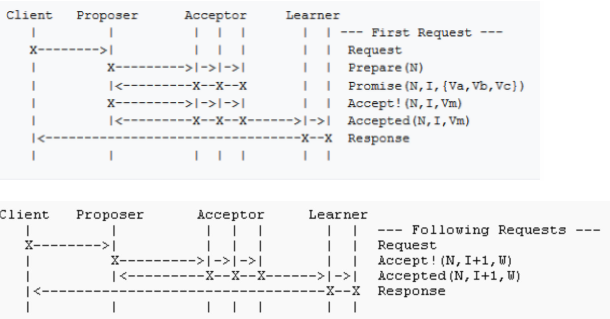 Client   Proposer      Acceptor     Learner
   |         |          |  |  |       |  | --- First Request ---
   X-------->|          |  |  |       |  | Request
   |         X--------->|->|->|       |  | Prepare(N)
   |         |<---------X--X--X       |  | Promise(N,I,{Va,Vb,Vc})
   |         X--------->|->|->|       |  | Accept!(N,I,Vm)
   |         |<---------X--X--X------>|->| Accepted(N,I,Vm)
   |<---------------------------------X--X Response
   |         |          |  |  |       |  |
Client   Proposer       Acceptor     Learner
   |         |          |  |  |       |  | --- Following Requests ---
   X-------->|          |  |  |       |  | Request
   |         X--------->|->|->|       |  | Accept!(N,I+1,W)
   |         |<---------X--X--X------>|->| Accepted(N,I+1,W)
   |<---------------------------------X--X Response
   |         |          |  |  |       |  |